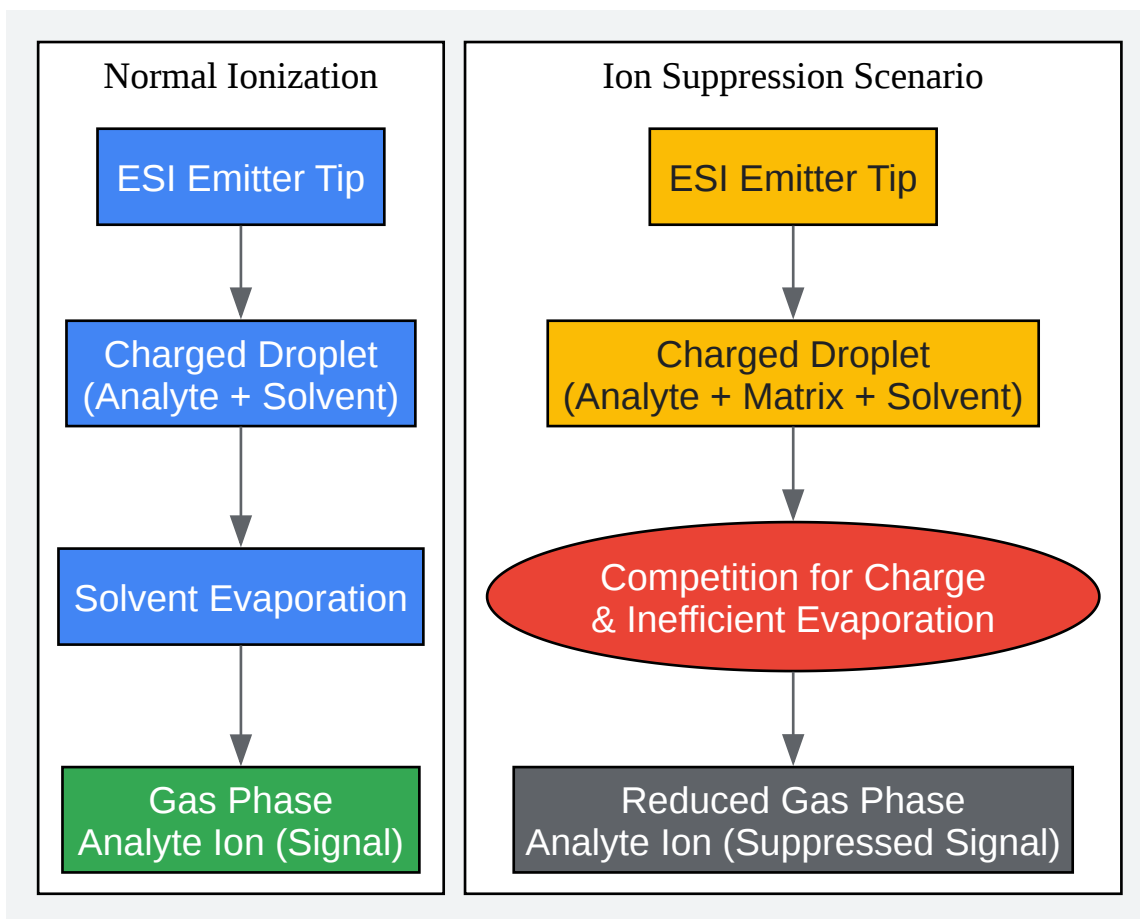 Normal Ionization
ESI Emitter Tip
Charged Droplet
(Analyte + Solvent)
Solvent Evaporation
Gas Phase
Analyte Ion (Signal)
Ion Suppression Scenario
ESI Emitter Tip
Charged Droplet
(Analyte + Matrix + Solvent)
Competition for Charge
& Inefficient Evaporation
Reduced Gas Phase
Analyte Ion (Suppressed Signal)